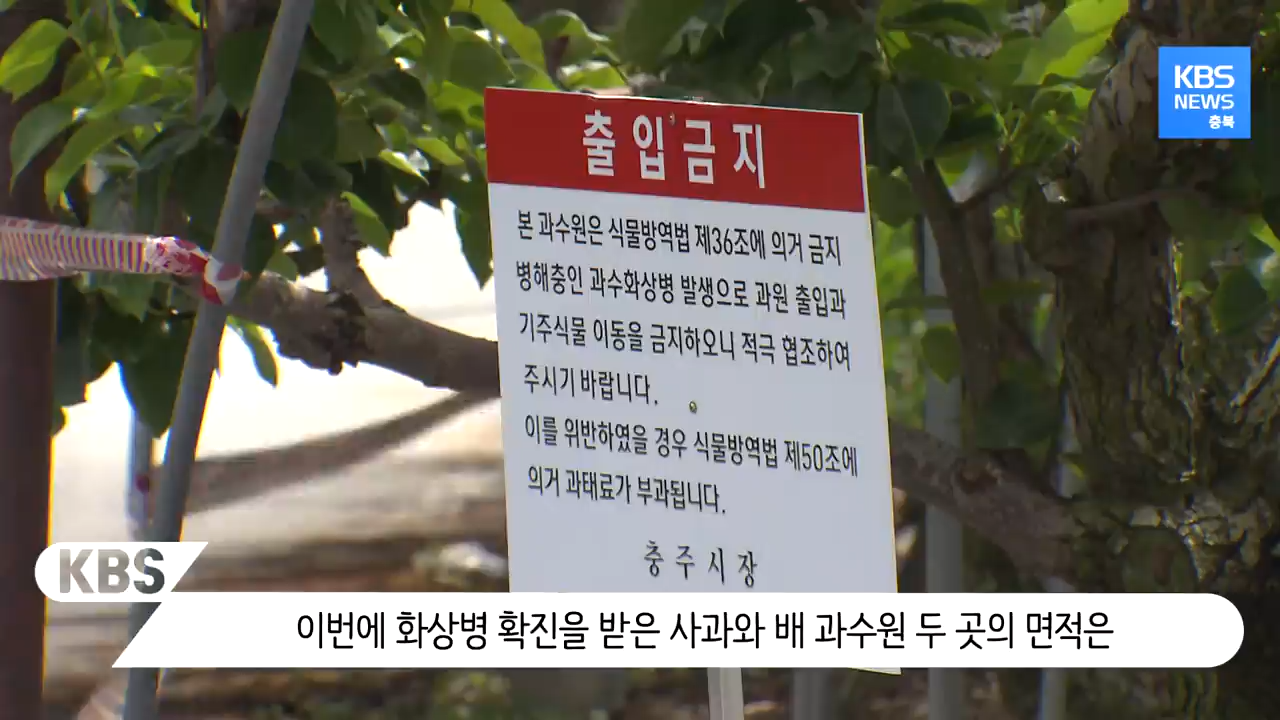 KBS
NEWS
충북
출입금지
본 과수원은 식물방역법 제36조에 의거 금지
병해충인 과수화상병 발생으로 과원 출입과
기주식물 이동을 금지하오니 적극 협조하여
주시기 바랍니다.
이를 위반하였을 경우 식물방역법 제50조에
의거 과태료가 부과됩니다.
충주시장
KBS
이번에 화상병 확진을 받은 사과와 배 과수원 두 곳의 면적은